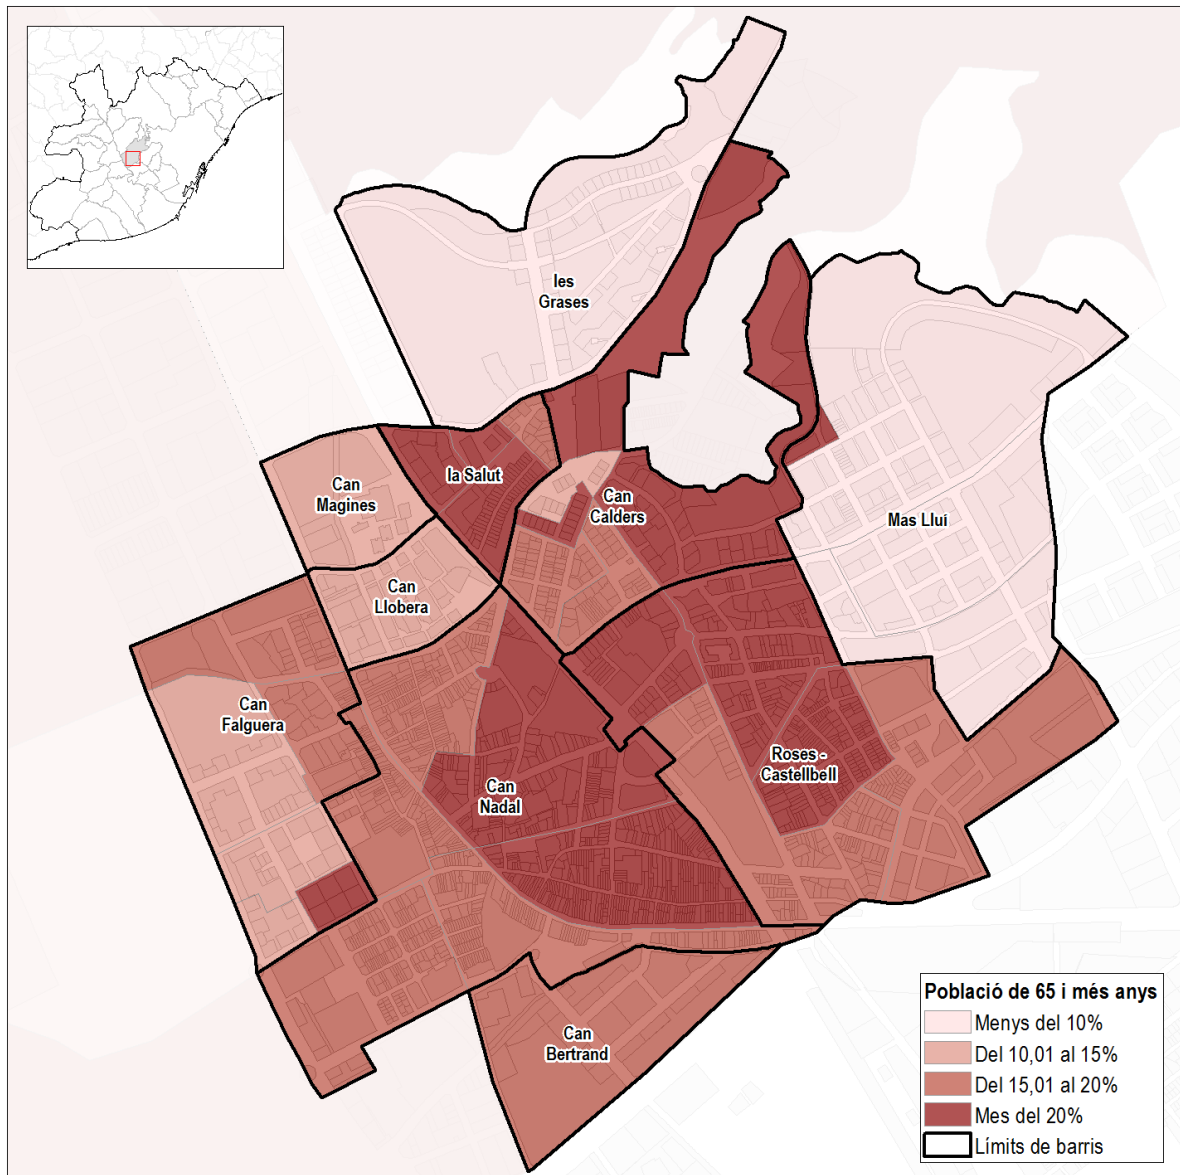 les
Grases
la Salut
Can
Magines
Can
Calders
Mas Lluí
Can
Llobera
Can
Falguera
Roses -
Castellbell
Can
Nadal
Can
Bertrand
Població de 65 i més anys
Menys del 10%
Del 10,01 al 15%
Del 15,01 al 20%
Mes del 20%
Límits de barris